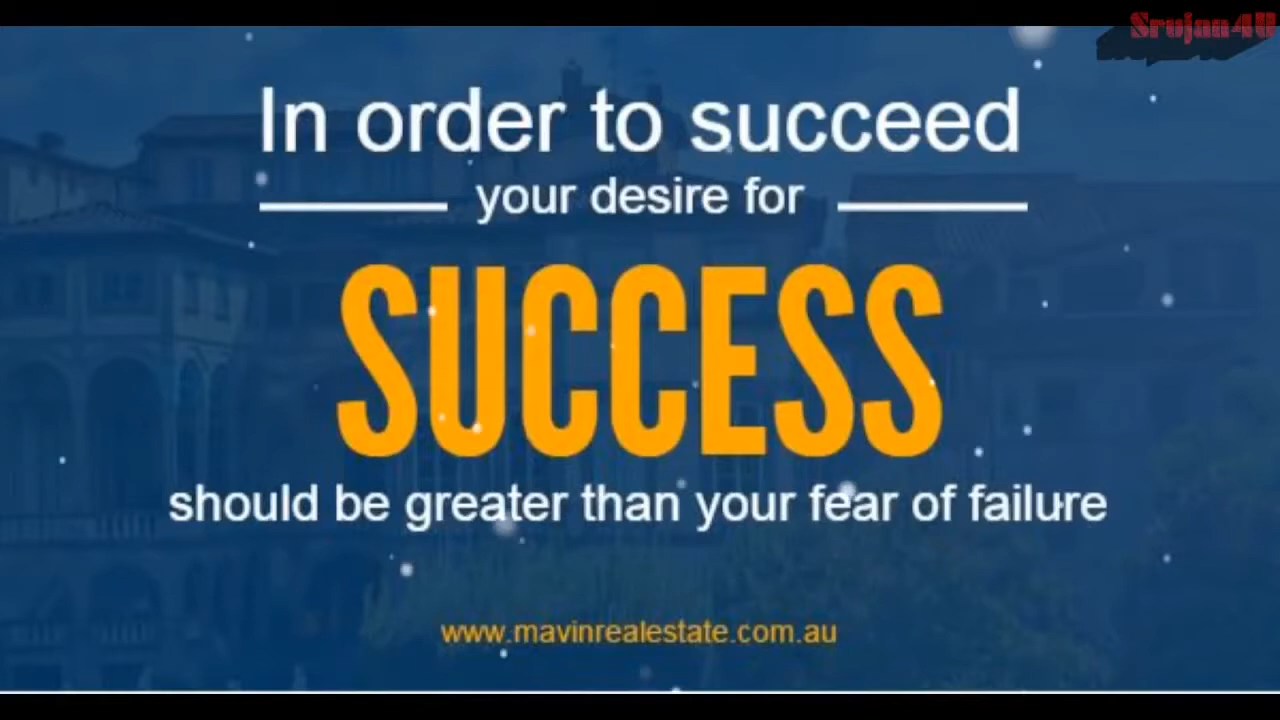 Srujan4U
In order to succeed
your desire for
SUCCESS
should be greater than your fear of failure
www.mavinrealestate.com.au